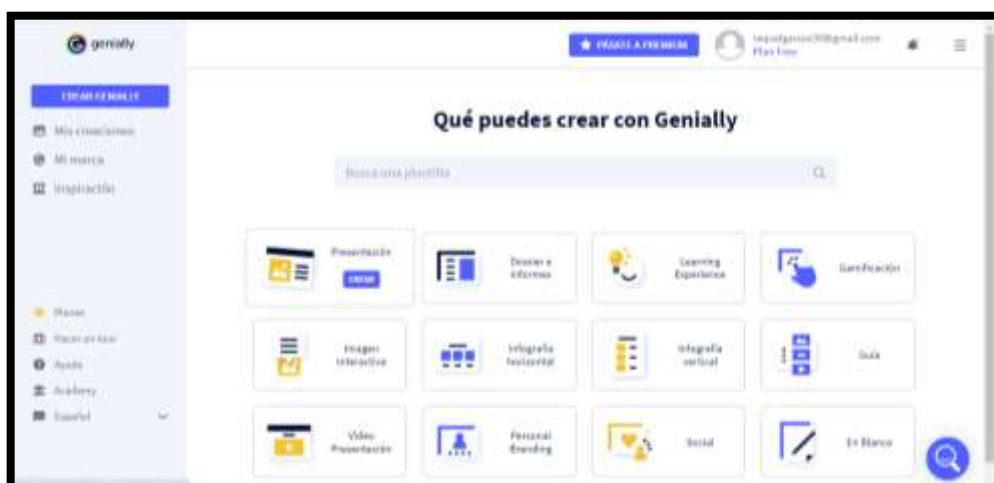 genially
PÁSATE A PREMIUM
Plan Free
CREAR GENIALLY
Mis creaciones
Mi marca
Inspiración
Qué puedes crear con Genially
Busca una plantilla
Presentación
CREAR
Dossier e
informes
Learning
Experience
Gamificación
Imagen
interactiva
Infografía
horizontal
Infografía
vertical
Guía
Video
Presentación
Personal
Branding
Social
En Blanco
Planes
Hacer un tour
Ayuda
Academy
Español